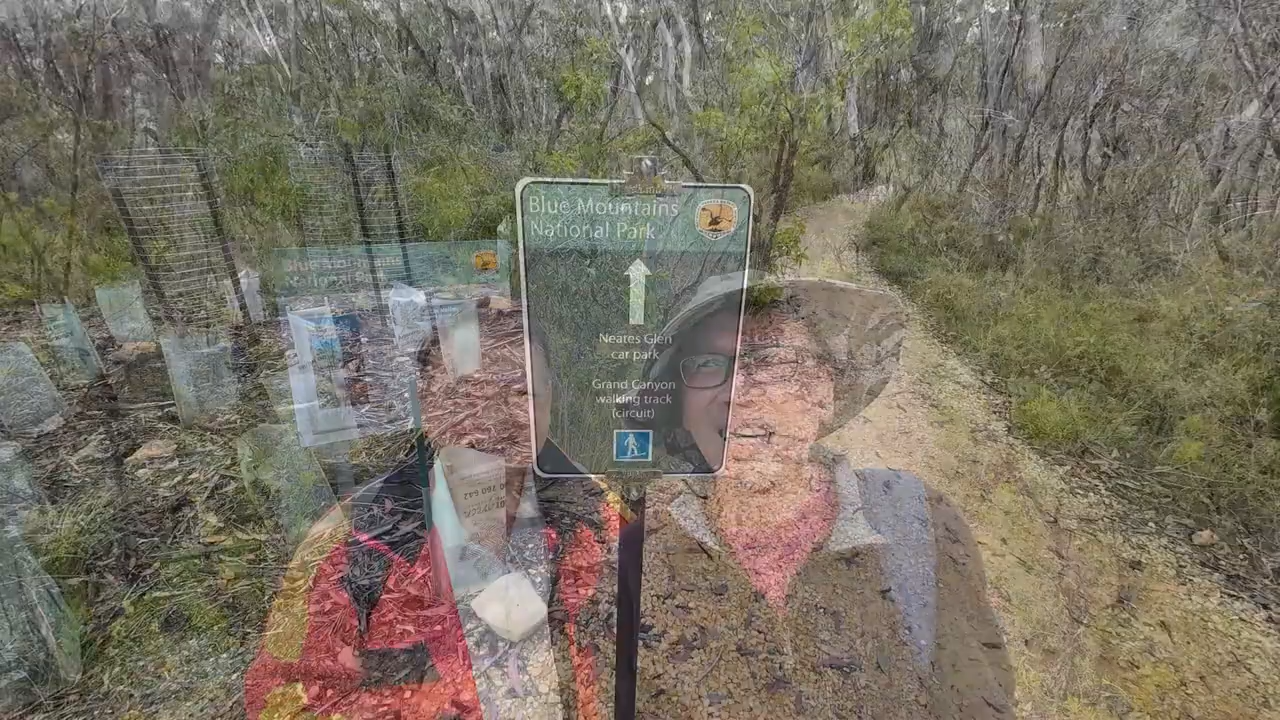 Blue Mountains
National Park
Neates Glen
car park
Grand Canyon
walking track
(circuit)